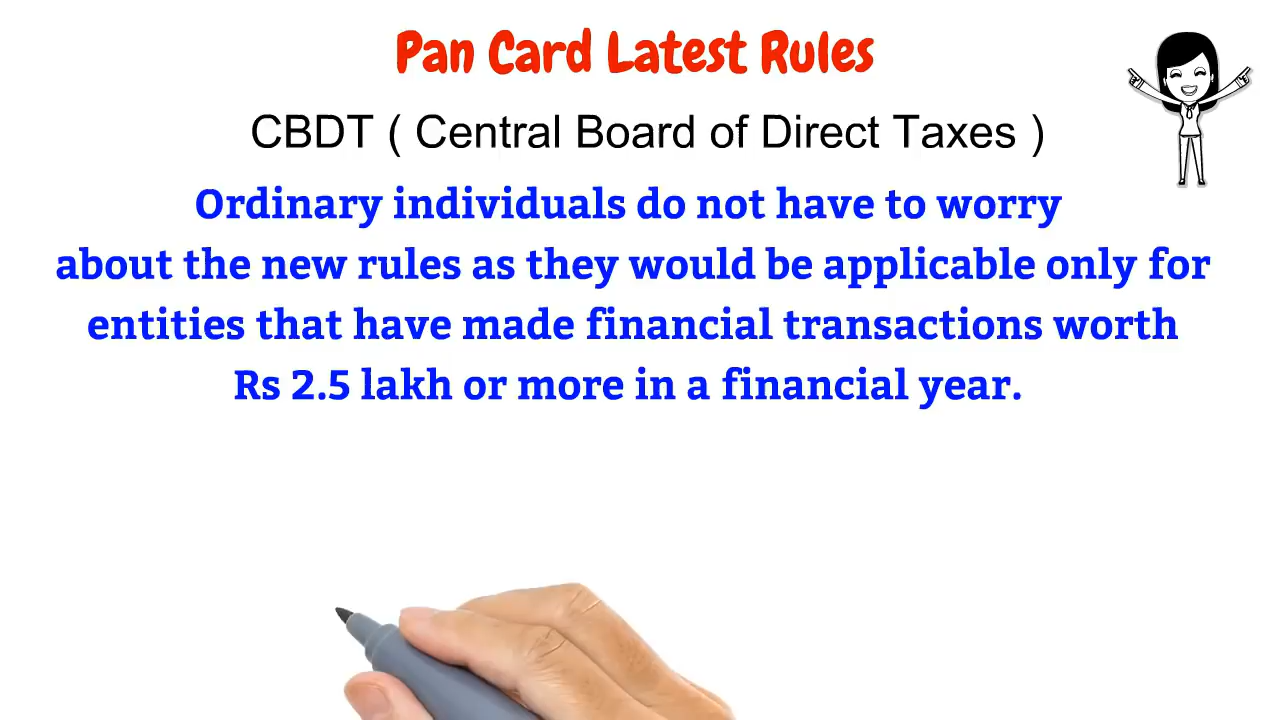 Pan Card Latest Rules
CBDT ( Central Board of Direct Taxes )
Ordinary individuals do not have to worry
about the new rules as they would be applicable only for
entities that have made financial transactions worth
Rs 2.5 lakh or more in a financial year.